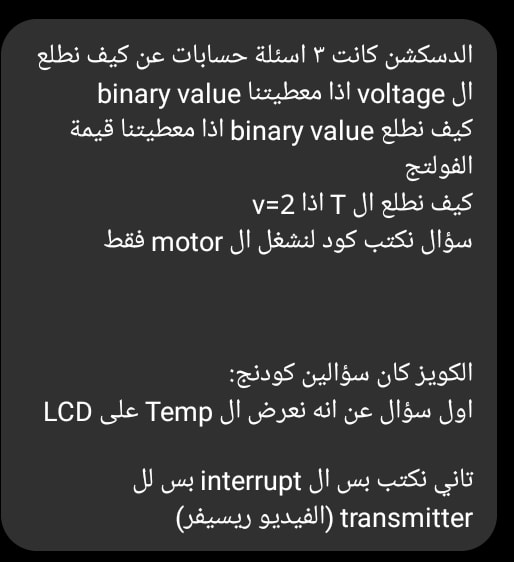 الدسكشن كانت ٣ اسئلة حسابات عن كيف نطلع
ال voltage اذا معطيتنا binary value
كيف نطلع binary value اذا معطيتنا قيمة
الفولتج
كيف نطلع ال T اذا v=2
سؤال نكتب كود لنشغل ال motor فقط
الكويز كان سؤالين كودنج:
اول سؤال عن انه نعرض ال Temp على LCD
تاني نكتب بس ال interrupt بس لل
transmitter (الفيديو ريسيفر)